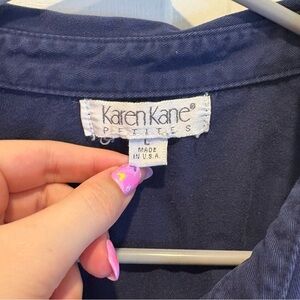 Karen Kane®
PETITES
L
MADE
IN U.S.A.